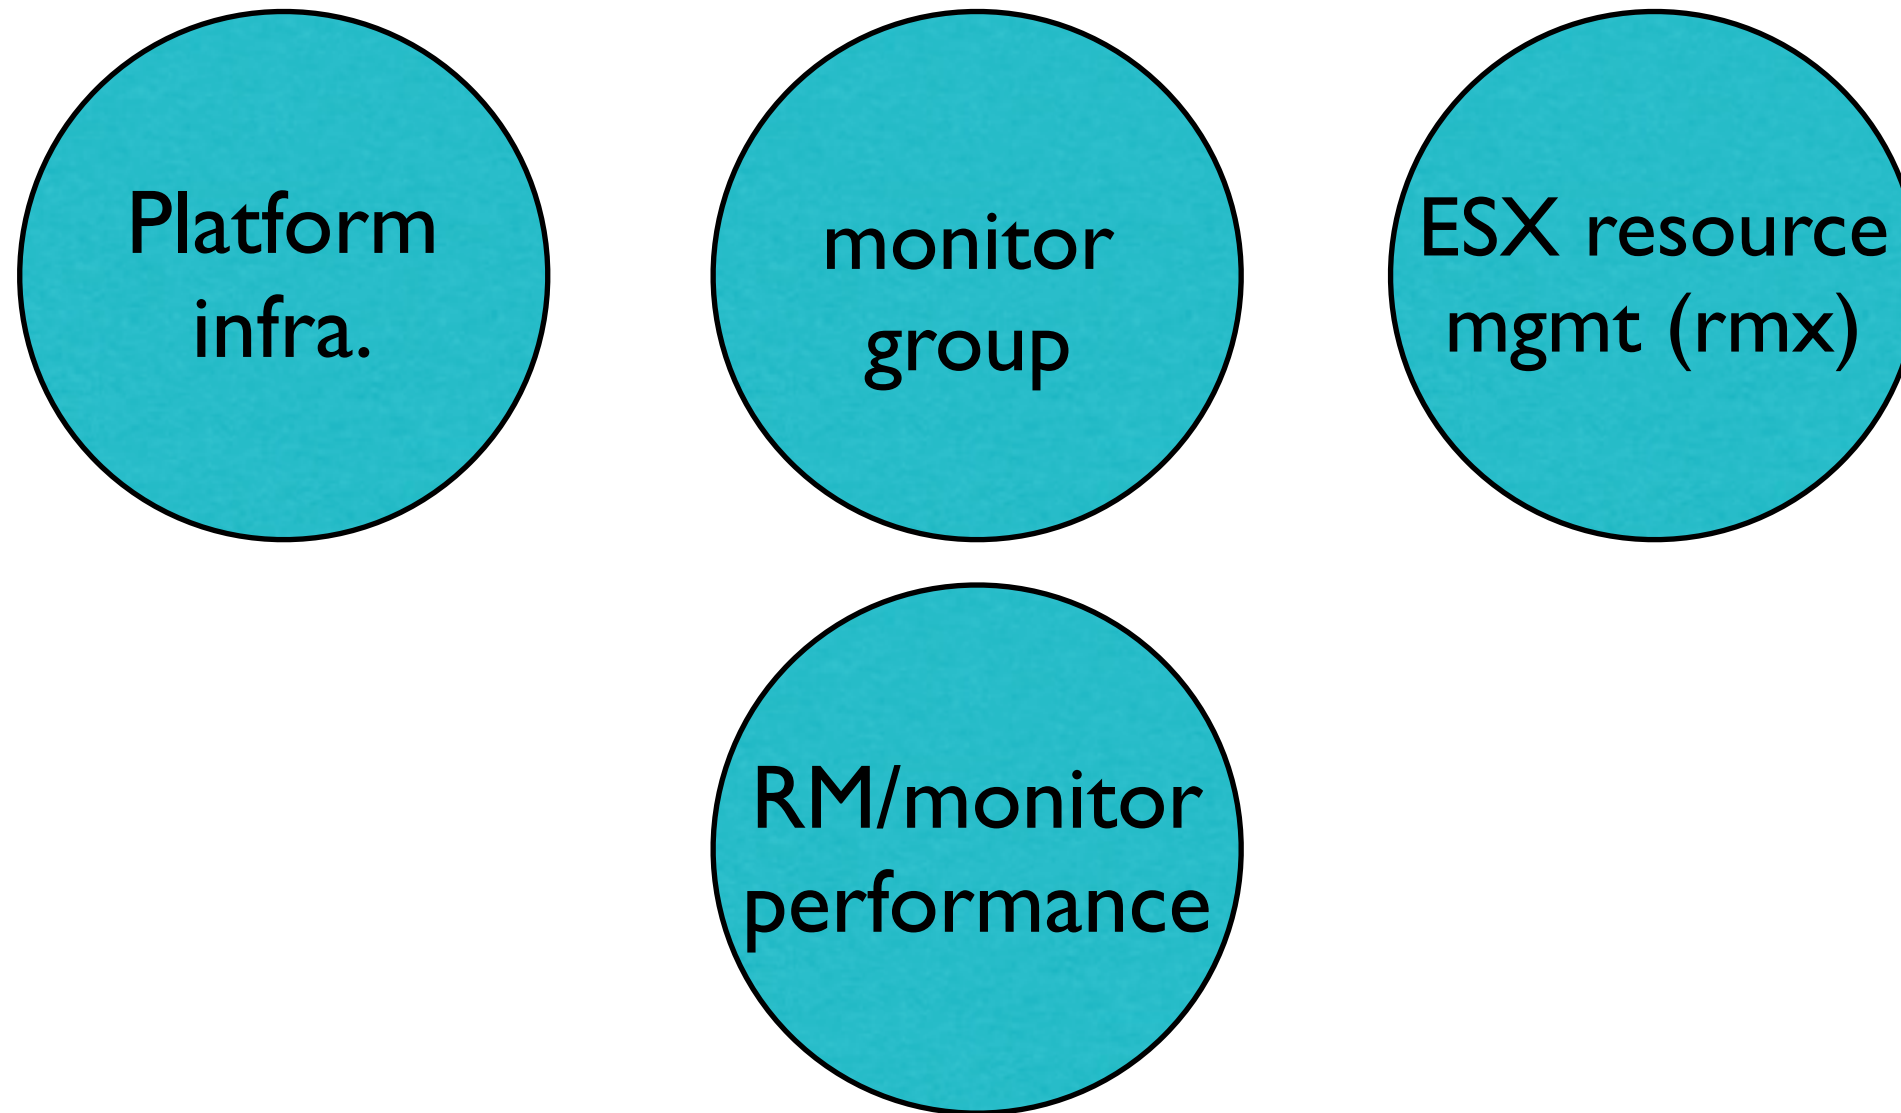 Platform
infra.
monitor
group
ESX resource
mgmt (rmx)
RM/monitor
performance